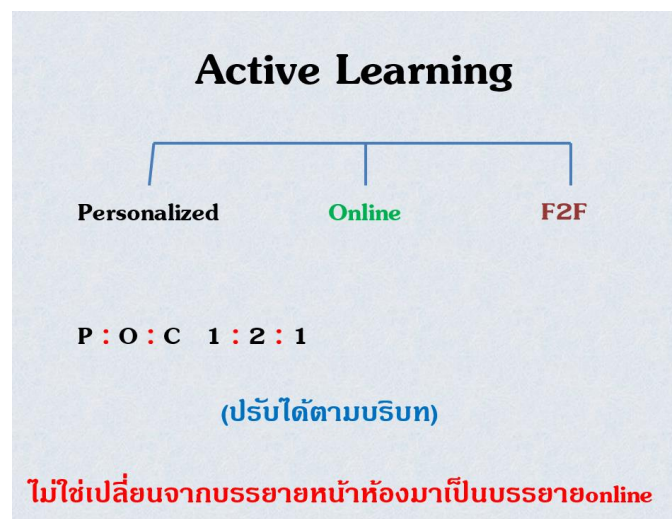 Active Learning
Personalized Online F2F
P : O : C 1 : 2 : 1
(ปรับได้ตามบริบท)
ไม่ใช่เปลี่ยนจากบรรยายหน้าห้องมาเป็นบรรยายonline